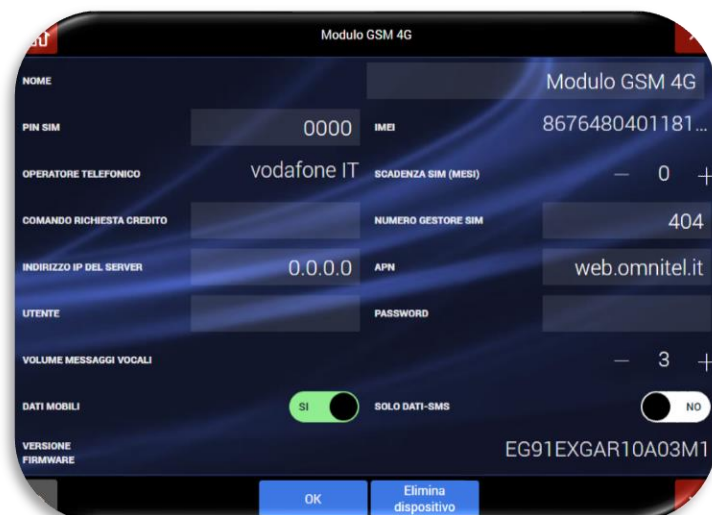 Modulo GSM 4G
NOME Modulo GSM 4G
PIN SIM 0000 IMEI 8676480401181...
OPERATORE TELEFONICO vodafone IT SCADENZA SIM (MESI) — 0 +
COMANDO RICHIESTA CREDITO NUMERO GESTORE SIM 404
INDIRIZZO IP DEL SERVER 0.0.0.0 APN web.omnitel.it
UTENTE PASSWORD
VOLUME MESSAGGI VOCALI — 3 +
DATI MOBILI SI SOLO DATI-SMS NO
VERSIONE
FIRMWARE EG91EXGAR10A03M1
OK Elimina
dispositivo